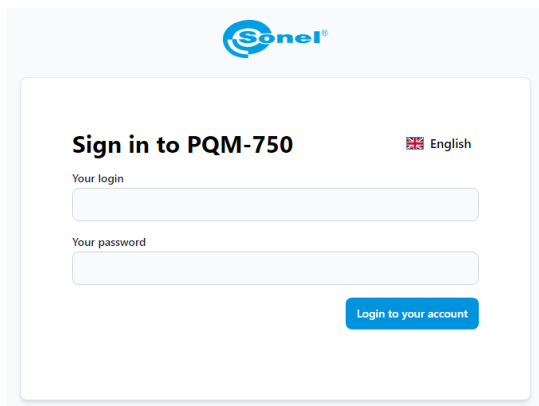 Sonel®
Sign in to PQM-750
English
Your login
Your password
Login to your account